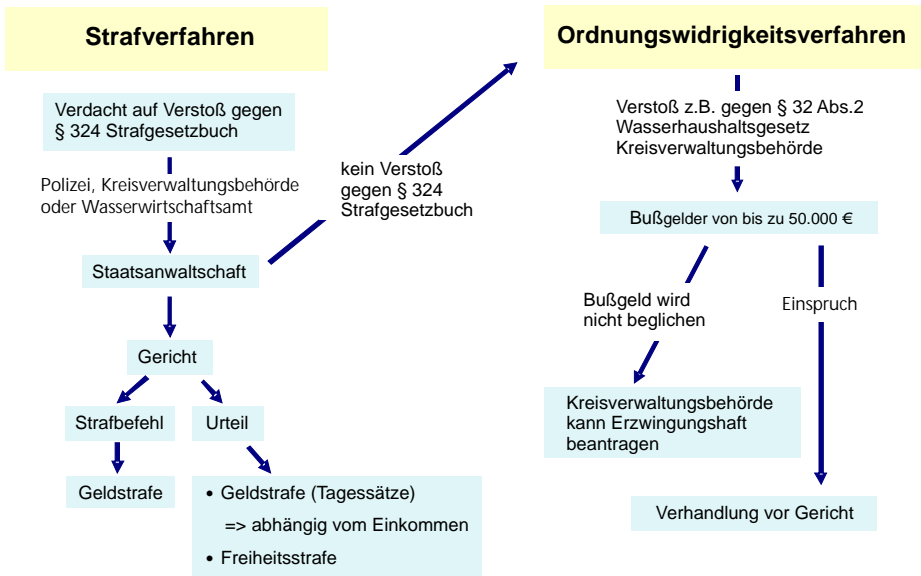 Strafverfahren
Verdacht auf Verstoß gegen
§ 324 Strafgesetzbuch
Polizei, Kreisverwaltungsbehörde
oder Wasserwirtschaftsamt
Staatsanwaltschaft
kein Verstoß
gegen § 324
Strafgesetzbuch
Gericht
Strafbefehl
Urteil
Geldstrafe
• Geldstrafe (Tagessätze)
=> abhängig vom Einkommen
• Freiheitsstrafe
Ordnungswidrigkeitsverfahren
Verstoß z.B. gegen § 32 Abs.2
Wasserhaushaltsgesetz
Kreisverwaltungsbehörde
Bußgelder von bis zu 50.000 €
Bußgeld wird
nicht beglichen
Einspruch
Kreisverwaltungsbehörde
kann Erzwingungshaft
beantragen
Verhandlung vor Gericht